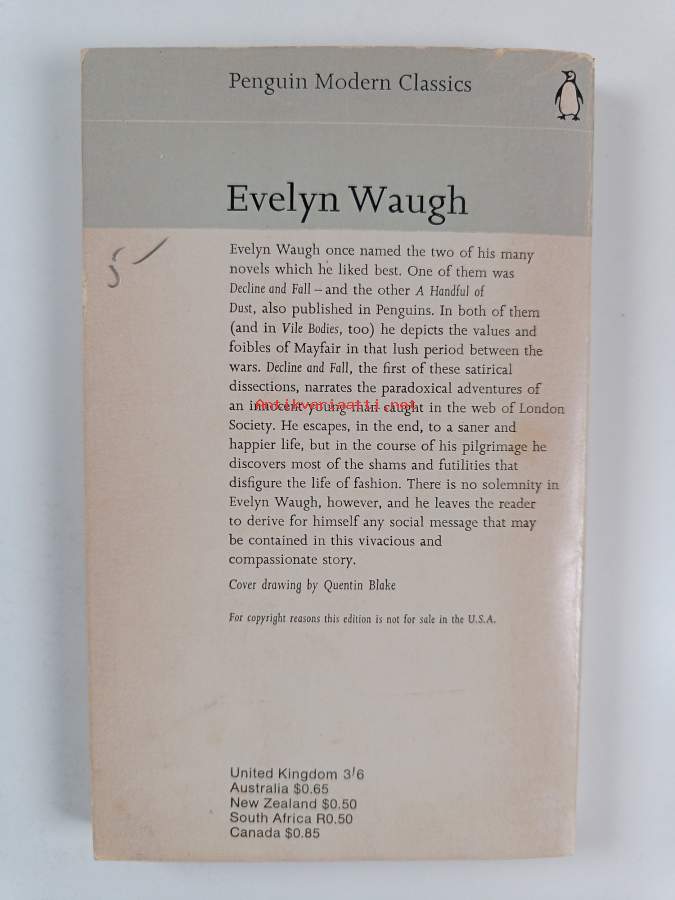 Penguin Modern Classics
Evelyn Waugh
Evelyn Waugh once named the two of his many
novels which he liked best. One of them was
Decline and Fall – and the other A Handful of
Dust, also published in Penguins. In both of them
(and in Vile Bodies, too) he depicts the values and
foibles of Mayfair in that lush period between the
wars. Decline and Fall, the first of these satirical
dissections, narrates the paradoxical adventures of
an innocent young man caught in the web of London
Antikvariaatti.net
Society. He escapes, in the end, to a saner and
happier life, but in the course of his pilgrimage he
discovers most of the shams and futilities that
disfigure the life of fashion. There is no solemnity in
Evelyn Waugh, however, and he leaves the reader
to derive for himself any social message that may
be contained in this vivacious and
compassionate story.
Cover drawing by Quentin Blake
For copyright reasons this edition is not for sale in the U.S.A.
United Kingdom 3/6
Australia $0.65
New Zealand $0.50
South Africa R0.50
Canada $0.85